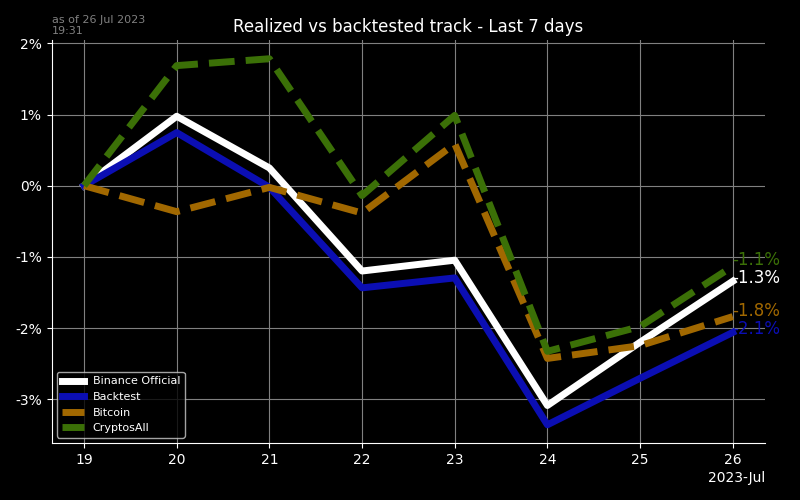 as of 26 Jul 2023
19:31
Realized vs backtested track - Last 7 days
2%
1%
0%
-1%
-2%
-3%
-1.1%
-1.3%
-1.8%
-2.1%
Binance Official
Backtest
Bitcoin
CryptosAll
19 20 21 22 23 24 25 26
2023-Jul